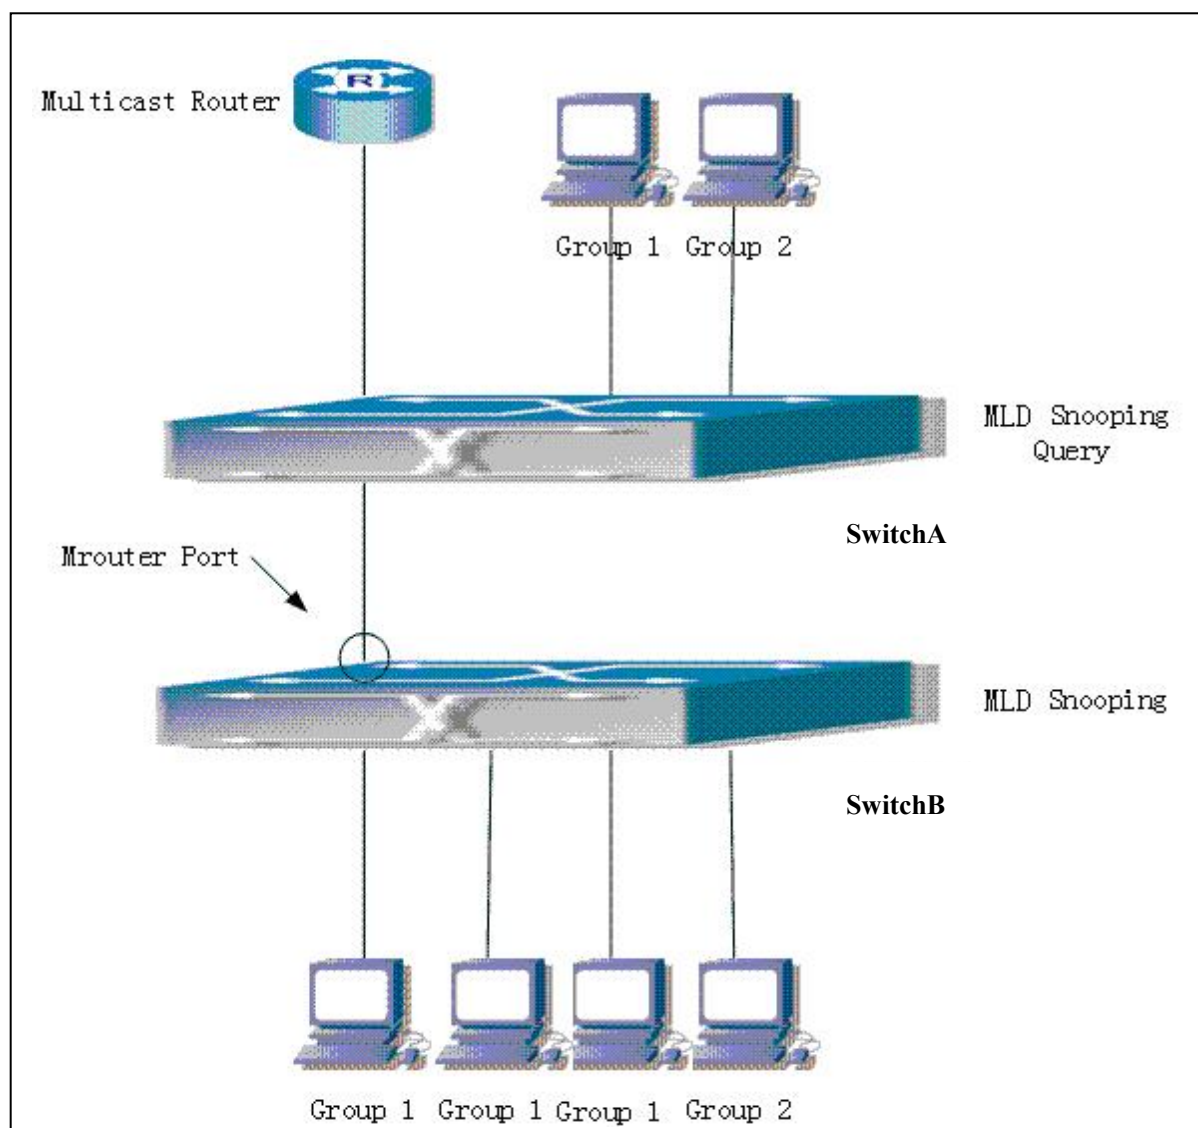 R
Multicast Router
Group 1
Group 2
MLD Snooping
Query
SwitchA
Mrouter Port
MLD Snooping
SwitchB
Group 1
Group 1
Group 1
Group 2